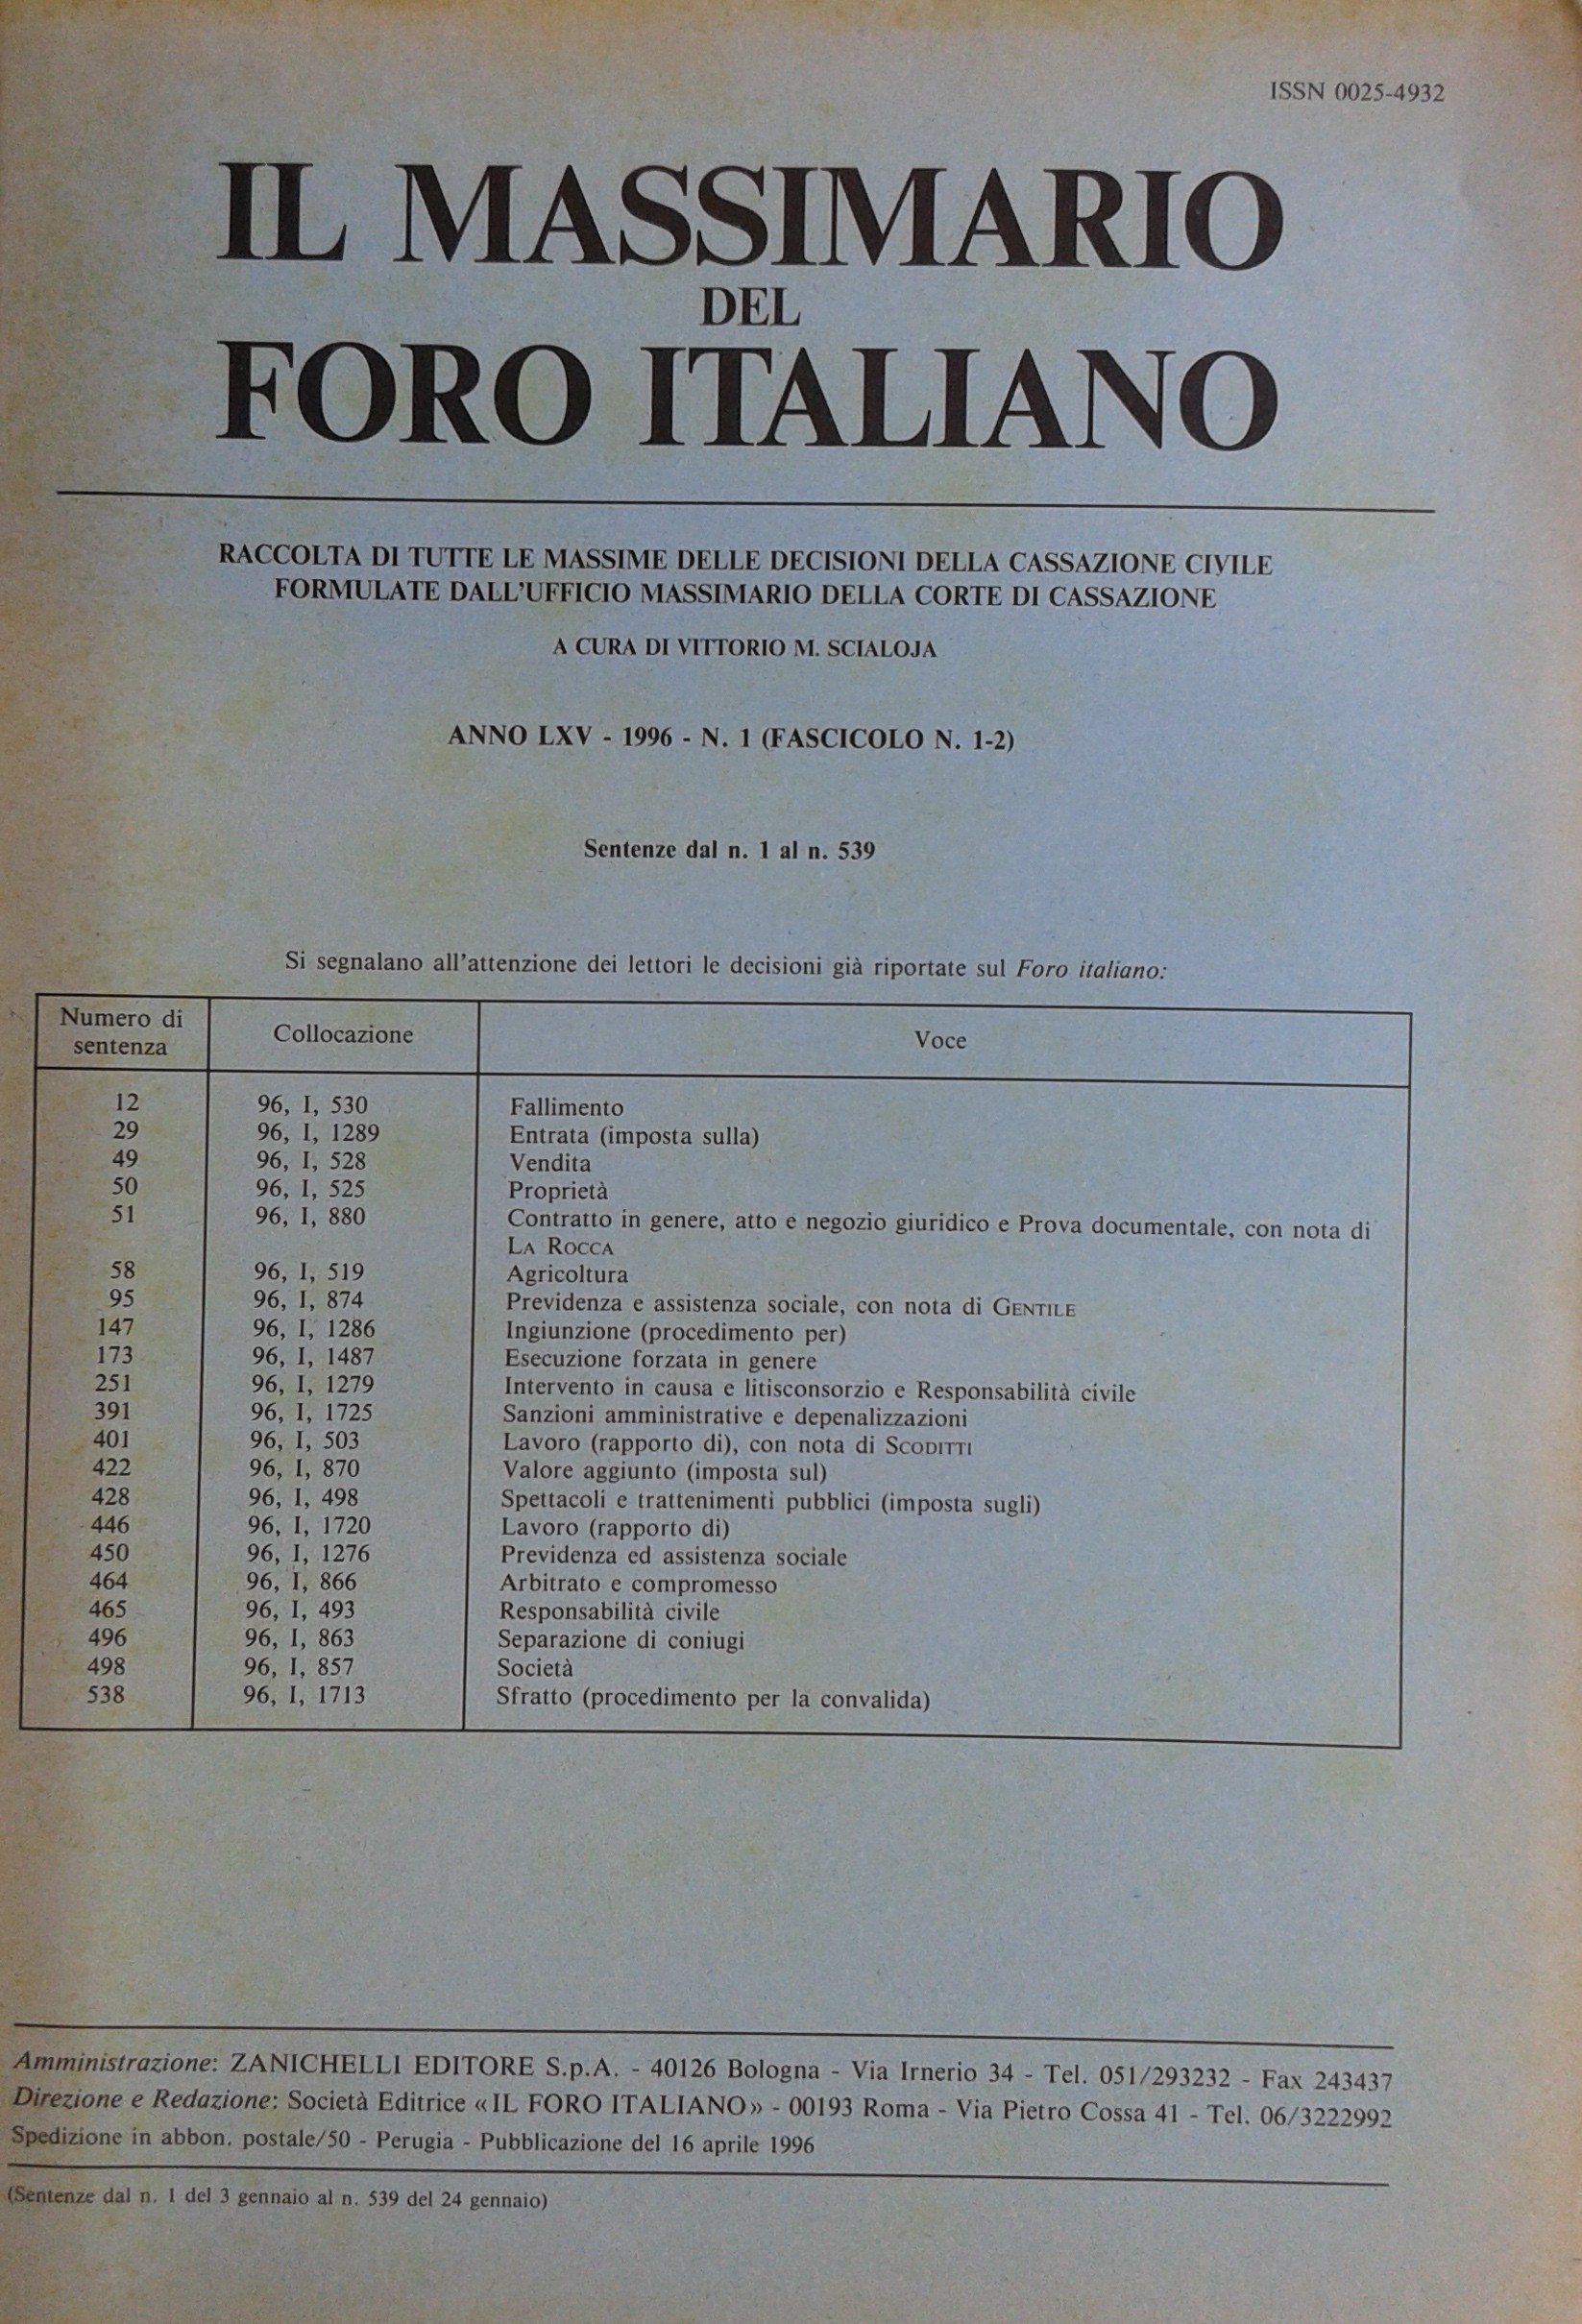 ISSN 0025-4932
IL MASSIMARIO
DEL
FORO ITALIANO
RACCOLTA DI TUTTE LE MASSIME DELLE DECISIONI DELLA CASSAZIONE CIVILE
FORMULATE DALL'UFFICIO MASSIMARIO DELLA CORTE DI CASSAZIONE
A CURA DI VITTORIO M. SCIALOJA
ANNO LXV - 1996 - N. 1 (FASCICOLO N. 1-2)
Sentenze dal n. 1 al n. 539
Si segnalano all'attenzione dei lettori le decisioni già riportate sul Foro italiano:
Numero di sentenza Collocazione Voce
12 96, I, 530 Fallimento
29 96, I, 1289 Entrata (imposta sulla)
49 96, I, 528 Vendita
50 96, I, 525 Proprietà
51 96, I, 880 Contratto in genere, atto e negozio giuridico e Prova documentale, con nota di
LA ROCCA
58 96, I, 519 Agricoltura
95 96, I, 874 Previdenza e assistenza sociale, con nota di GENTILE
147 96, I, 1286 Ingiunzione (procedimento per)
173 96, I, 1487 Esecuzione forzata in genere
251 96, I, 1279 Intervento in causa e litisconsorzio e Responsabilità civile
391 96, I, 1725 Sanzioni amministrative e depenalizzazioni
401 96, I, 503 Lavoro (rapporto di), con nota di SCODITTI
422 96, I, 870 Valore aggiunto (imposta sul)
428 96, I, 498 Spettacoli e trattenimenti pubblici (imposta sugli)
446 96, I, 1720 Lavoro (rapporto di)
450 96, I, 1276 Previdenza ed assistenza sociale
464 96, I, 866 Arbitrato e compromesso
465 96, I, 493 Responsabilità civile
496 96, I, 863 Separazione di coniugi
498 96, I, 857 Società
538 96, I, 1713 Sfratto (procedimento per la convalida)
Amministrazione: ZANICHELLI EDITORE S.p.A. - 40126 Bologna - Via Irnerio 34 - Tel. 051/293232 - Fax 243437
Direzione e Redazione: Società Editrice «IL FORO ITALIANO» - 00193 Roma - Via Pietro Cossa 41 - Tel. 06/3222992
Spedizione in abbon. postale/50 - Perugia - Pubblicazione del 16 aprile 1996
(Sentenze dal n. 1 del 3 gennaio al n. 539 del 24 gennaio)